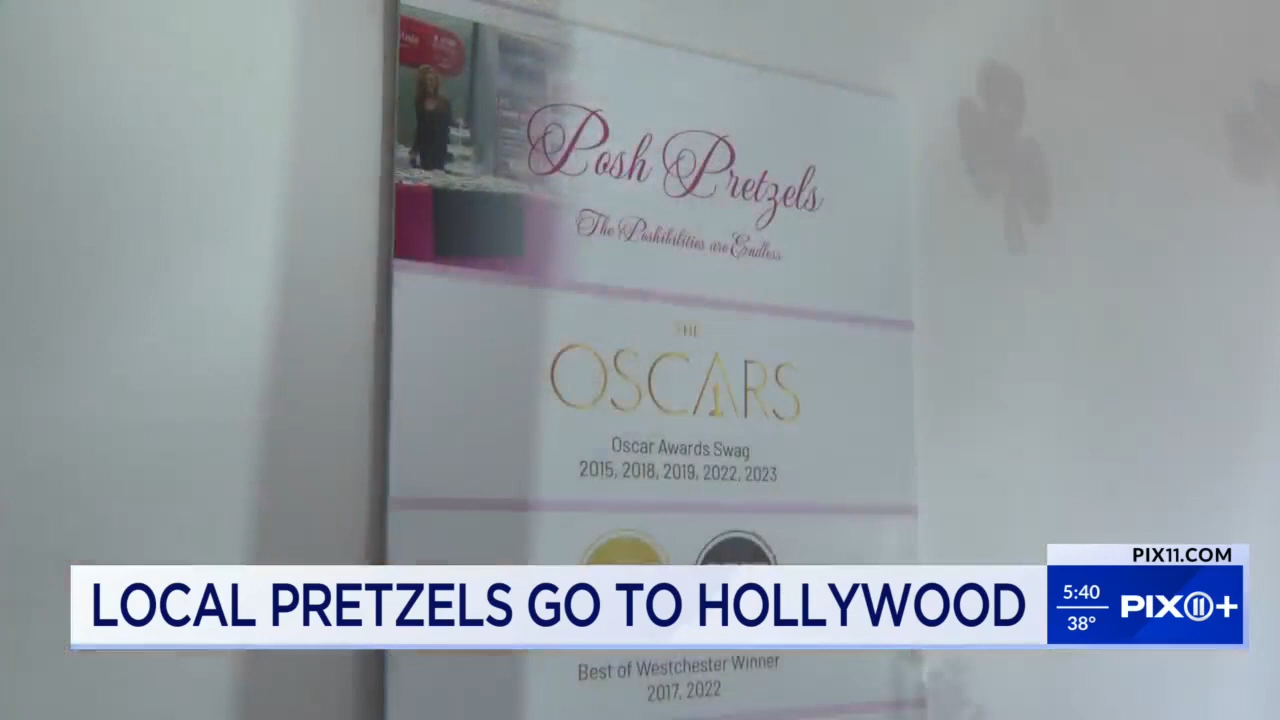 Posh Pretzels
The Poshibilities are Endless
THE
OSCARS
Oscar Awards Swag
2015, 2018, 2019, 2022, 2023
PIX11.COM
LOCAL PRETZELS GO TO HOLLYWOOD
5:40
38°
PIX11+
Best of Westchester Winner
2017, 2022